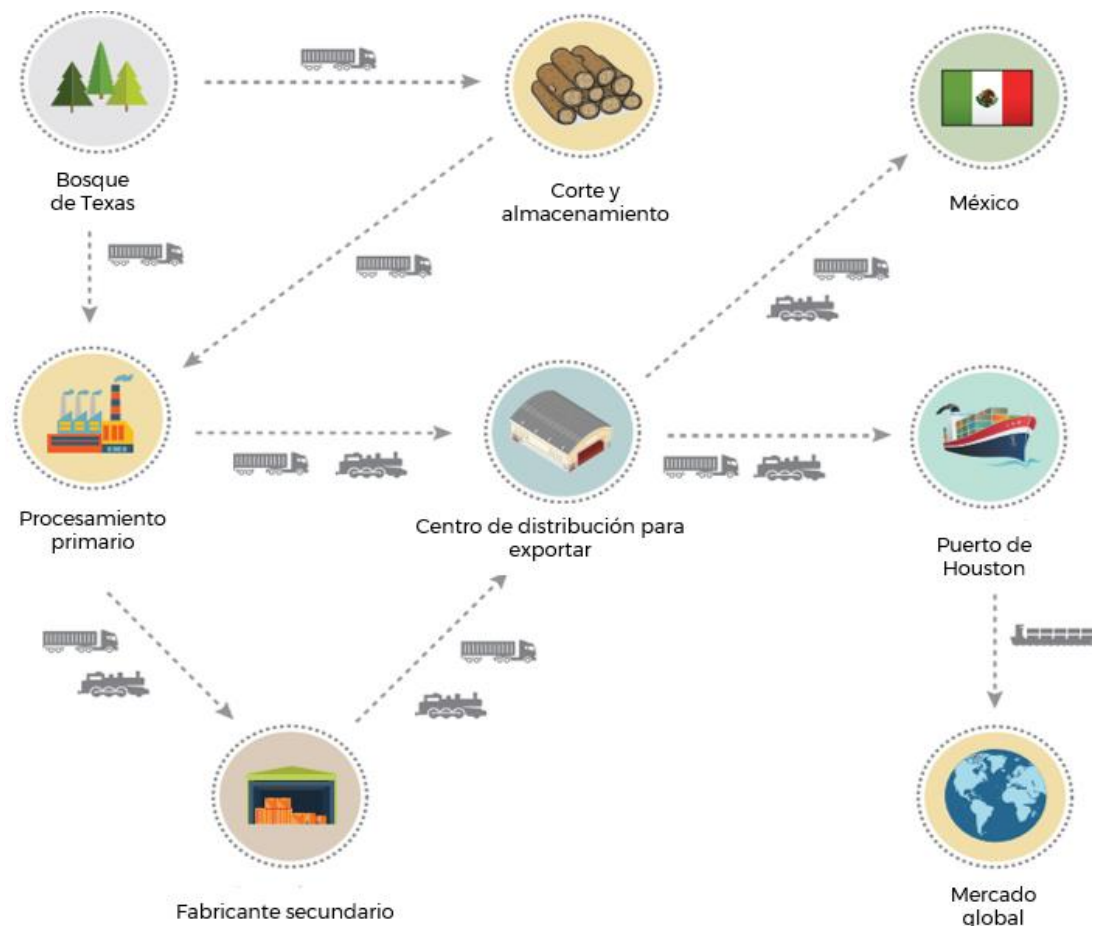 Bosque
de Texas
Corte y
almacenamiento
México
Procesamiento
primario
Centro de distribución para
exportar
Puerto de
Houston
Fabricante secundario
Mercado
global